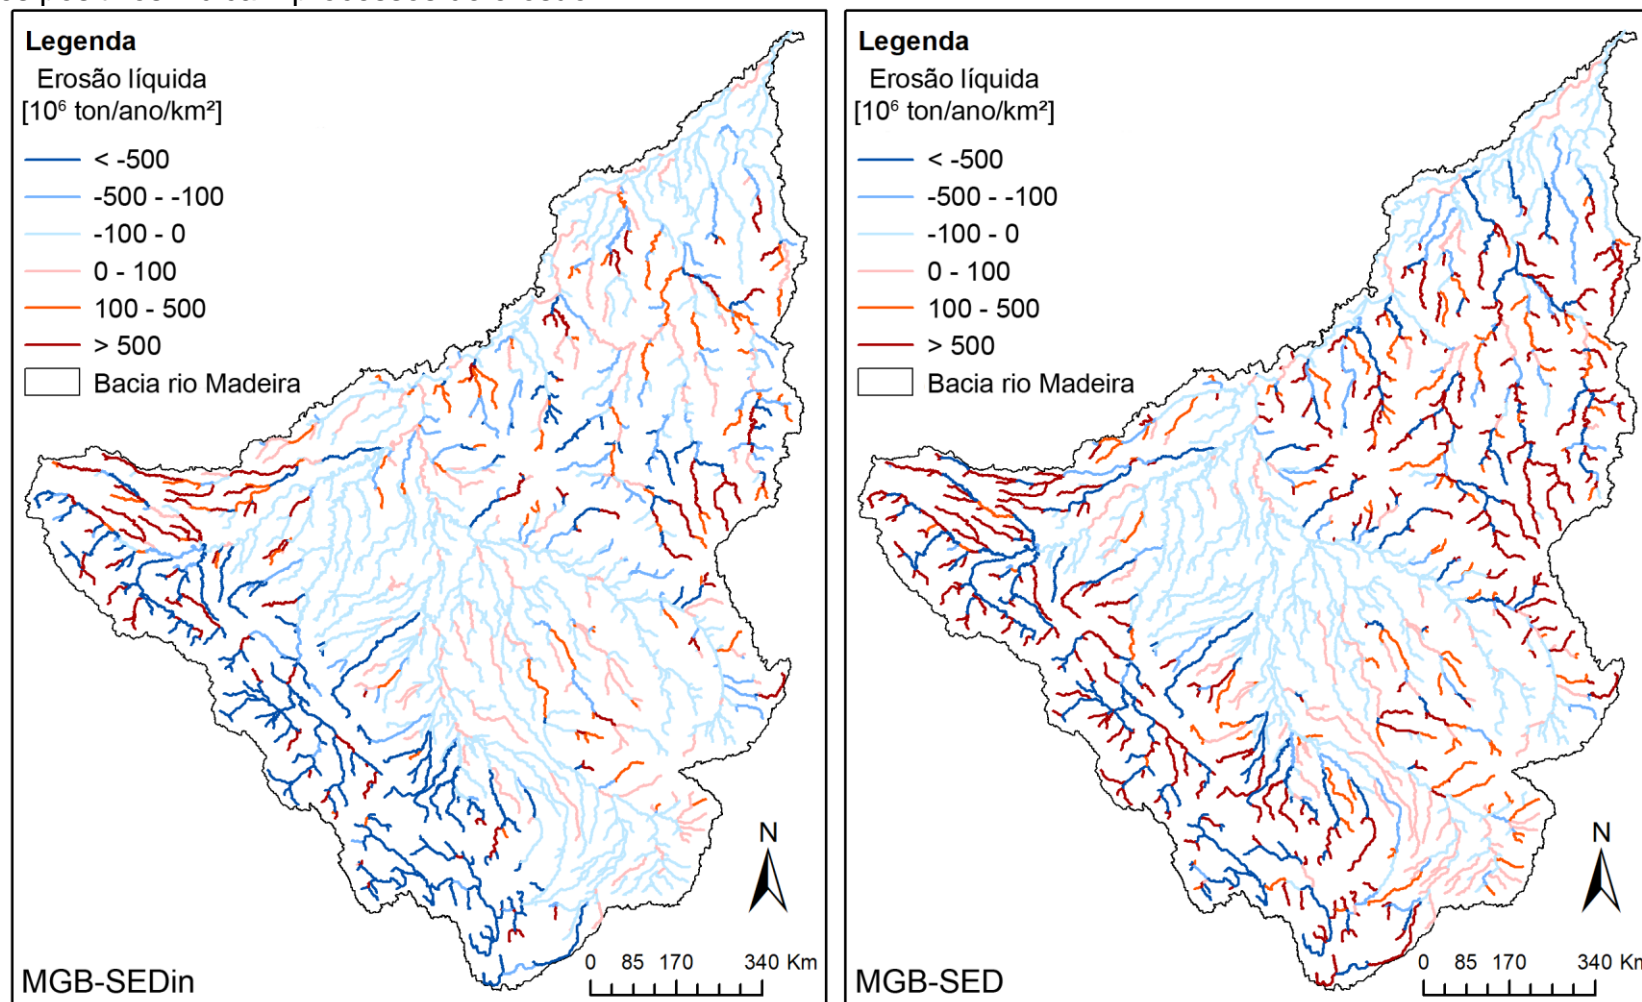 Legenda
Erosão líquida
[10⁶ ton/ano/km²]
< -500
-500 - -100
-100 - 0
0 - 100
100 - 500
> 500
Bacia rio Madeira
N
0 85 170 340 Km
MGB-SEDin
Legenda
Erosão líquida
[10⁶ ton/ano/km²]
< -500
-500 - -100
-100 - 0
0 - 100
100 - 500
> 500
Bacia rio Madeira
N
0 85 170 340 Km
MGB-SED